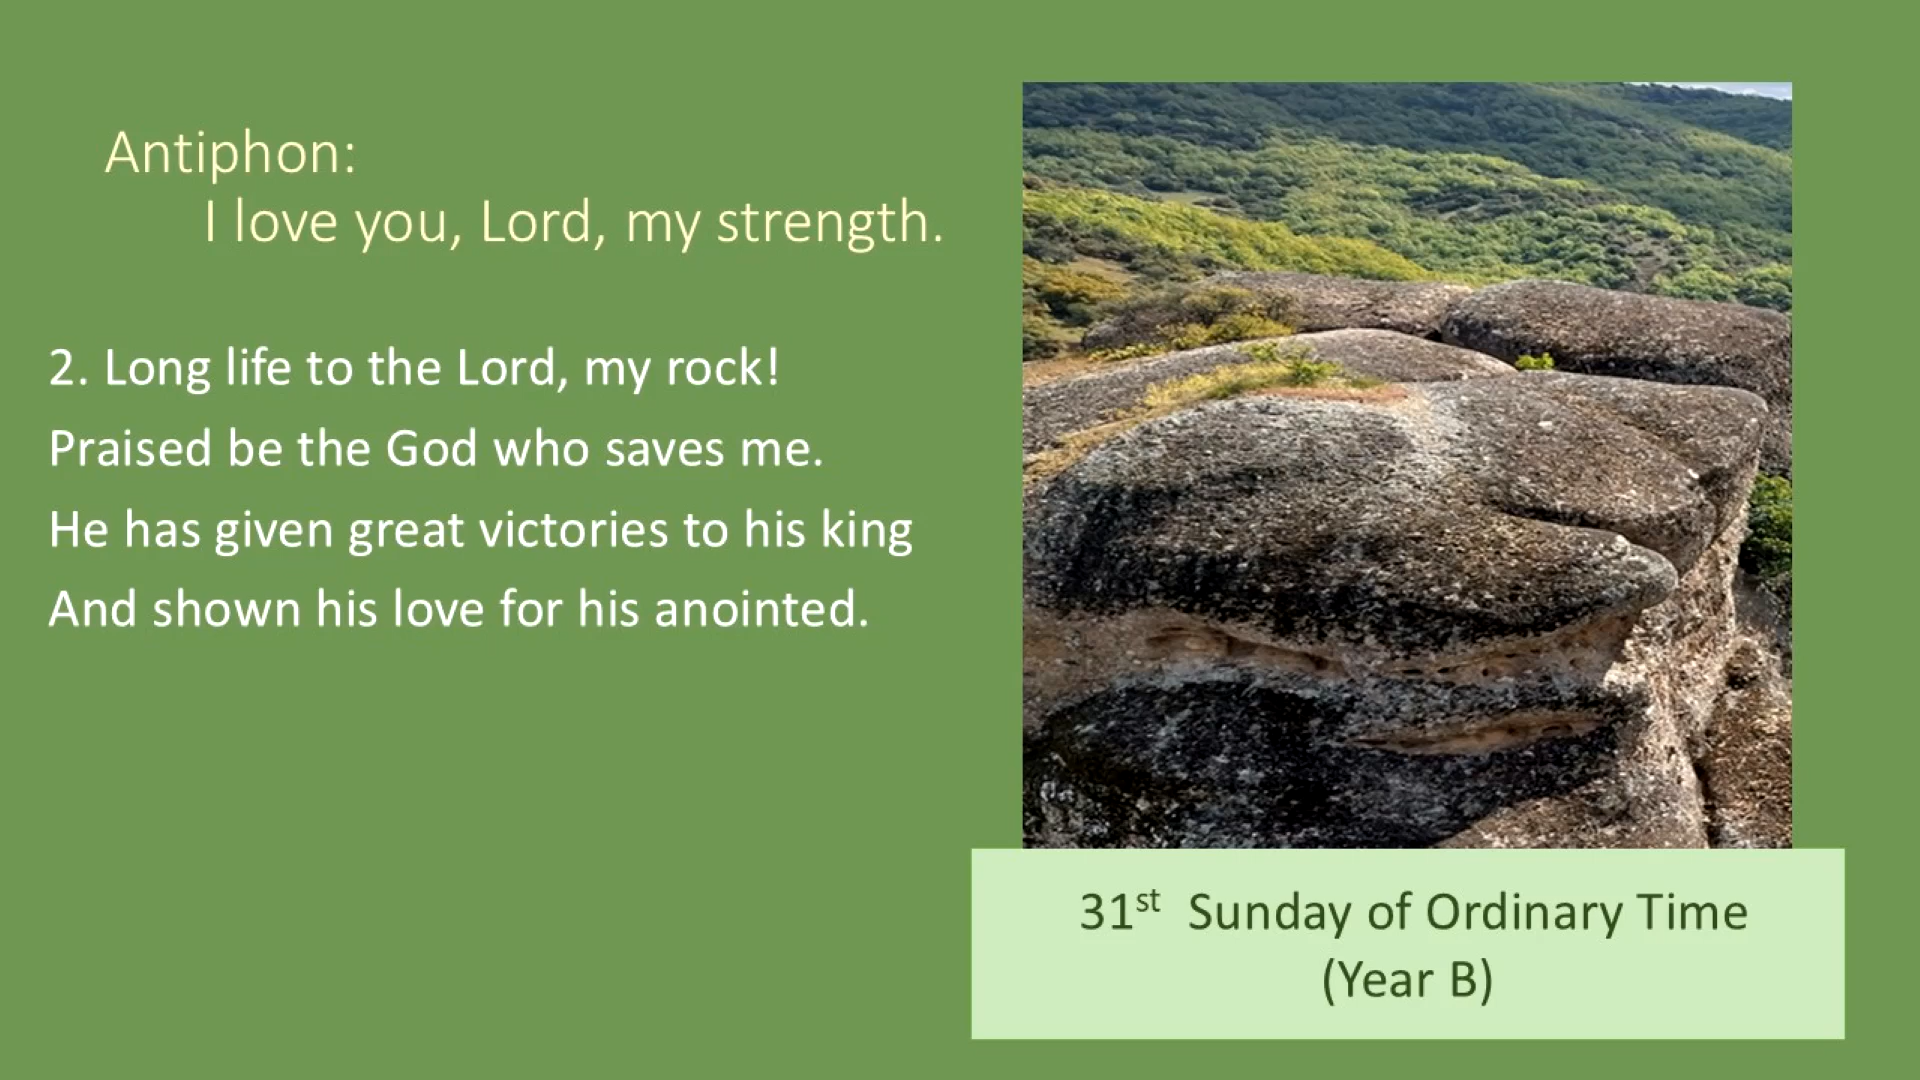 Antiphon:
I love you, Lord, my strength.
2. Long life to the Lord, my rock!
Praised be the God who saves me.
He has given great victories to his king
And shown his love for his anointed.
31st Sunday of Ordinary Time
(Year B)